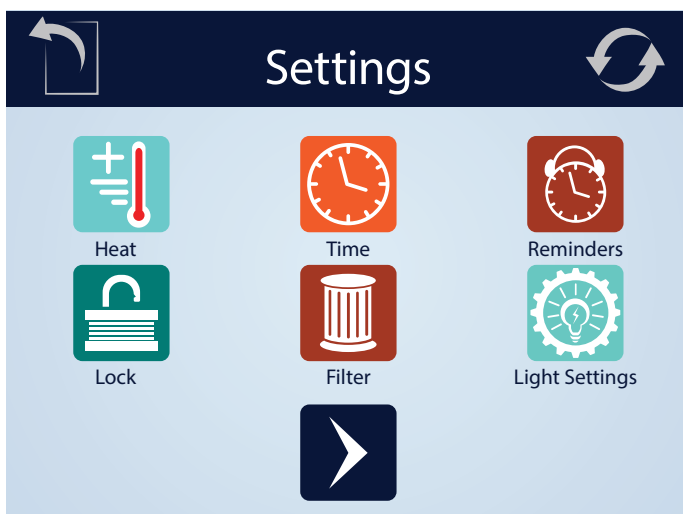 Settings
Heat
Time
Reminders
Lock
Filter
Light Settings